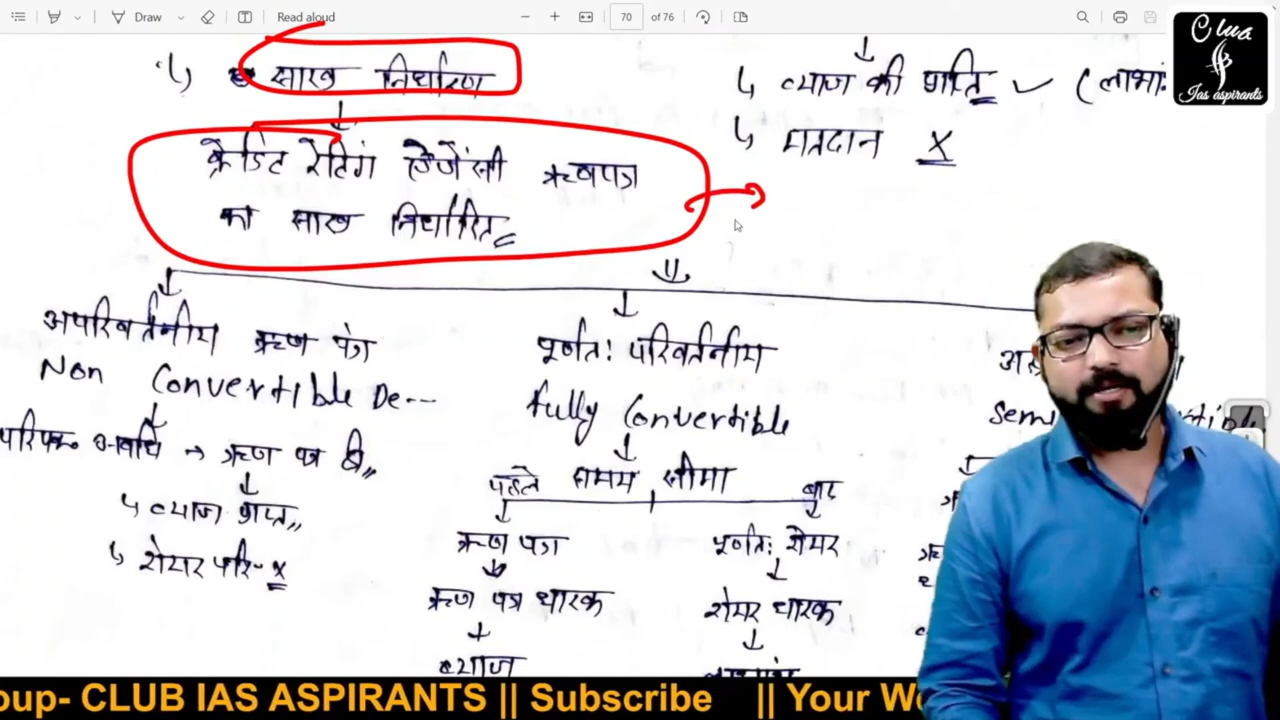 Draw
Read aloud
70 of 76
Club
Ias aspirants
साख निर्धारण
क्रेडिट रेटिंग एजेंसी ऋणपत्र
का साख निर्धारित
ब्याज की प्राप्ति ✓ (लाभां
मतदान X
अपरिवर्तनीय ऋण पत्र
Non Convertible De---
परिपक्व अवधि → ऋण पत्र ही
ब्याज प्राप्त
शेयर परि- X
पूर्णतः परिवर्तनीय
fully Convertible
समय सीमा
पहले
बाद
ऋण पत्र
पूर्णतः शेयर
ऋण पत्र धारक
शेयर धारक
ब्याज
लाभांश
Sem
tible
oup- CLUB IAS ASPIRANTS || Subscribe || Your We